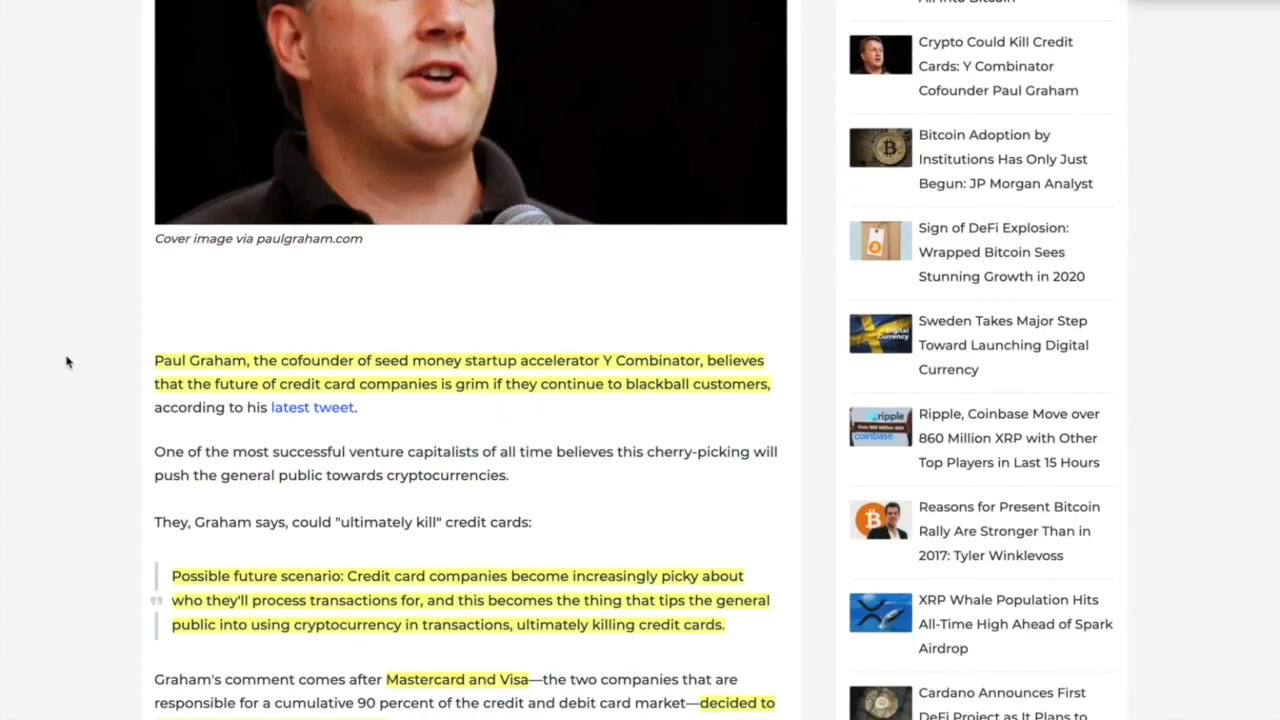 Cover image via paulgraham.com
Paul Graham, the cofounder of seed money startup accelerator Y Combinator, believes
that the future of credit card companies is grim if they continue to blackball customers,
according to his latest tweet.
One of the most successful venture capitalists of all time believes this cherry-picking will
push the general public towards cryptocurrencies.
They, Graham says, could "ultimately kill" credit cards:
Possible future scenario: Credit card companies become increasingly picky about
who they'll process transactions for, and this becomes the thing that tips the general
public into using cryptocurrency in transactions, ultimately killing credit cards.
Graham's comment comes after Mastercard and Visa—the two companies that are
responsible for a cumulative 90 percent of the credit and debit card market—decided to
All into Bitcoin
Crypto Could Kill Credit
Cards: Y Combinator
Cofounder Paul Graham
Bitcoin Adoption by
Institutions Has Only Just
Begun: JP Morgan Analyst
Sign of DeFi Explosion:
Wrapped Bitcoin Sees
Stunning Growth in 2020
Digital
Currency
Sweden Takes Major Step
Toward Launching Digital
Currency
ripple
coinbase
Ripple, Coinbase Move over
860 Million XRP with Other
Top Players in Last 15 Hours
Reasons for Present Bitcoin
Rally Are Stronger Than in
2017: Tyler Winklevoss
XRP Whale Population Hits
All-Time High Ahead of Spark
Airdrop
Cardano Announces First
DeFi Project as It Plans to